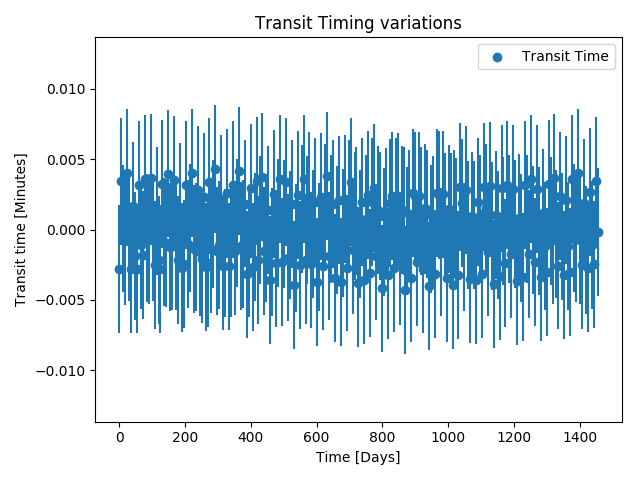 Transit Timing variations
Transit Time
0.010
0.005
0.000
−0.005
−0.010
Transit time [Minutes]
0 200 400 600 800 1000 1200 1400
Time [Days]